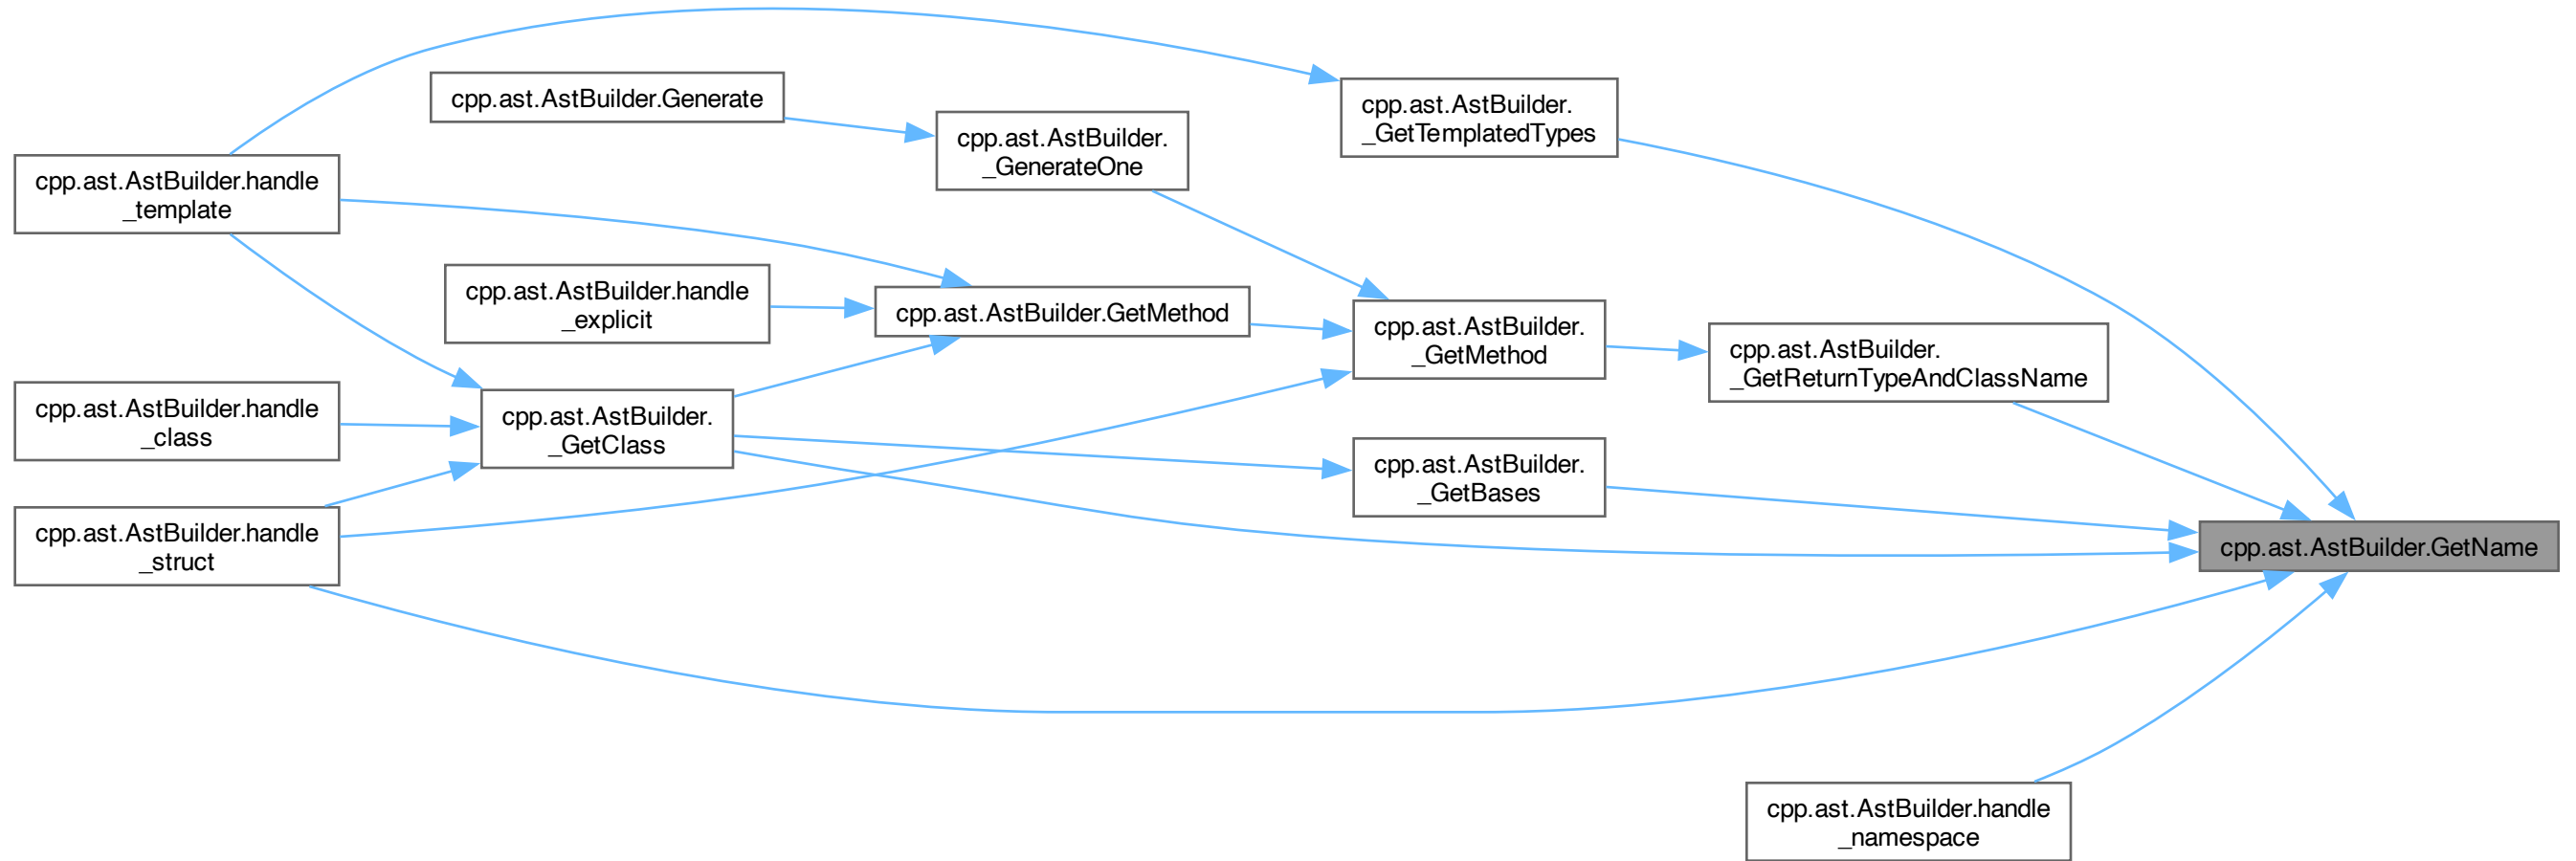 cpp.ast.AstBuilder.Generate
cpp.ast.AstBuilder.
_GetTemplatedTypes
cpp.ast.AstBuilder.
_GenerateOne
cpp.ast.AstBuilder.handle
_template
cpp.ast.AstBuilder.handle
_explicit
cpp.ast.AstBuilder.GetMethod
cpp.ast.AstBuilder.
_GetMethod
cpp.ast.AstBuilder.
_GetReturnTypeAndClassName
cpp.ast.AstBuilder.handle
_class
cpp.ast.AstBuilder.
_GetClass
cpp.ast.AstBuilder.
_GetBases
cpp.ast.AstBuilder.handle
_struct
cpp.ast.AstBuilder.GetName
cpp.ast.AstBuilder.handle
_namespace